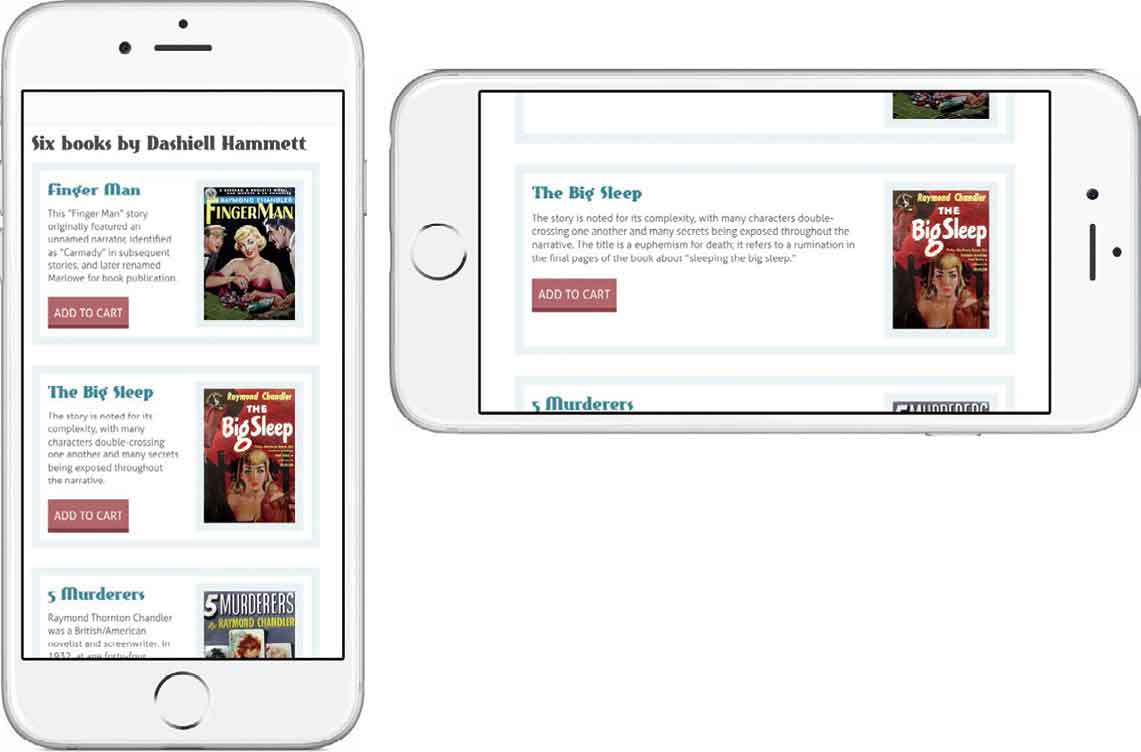 Six books by Dashiell Hammett
Finger Man
This "Finger Man" story
originally featured an
unnamed narrator, identified
as "Carmady" in subsequent
stories, and later renamed
Marlowe for book publication.
ADD TO CART
RAYMOND CHANDLER
FINGER MAN
The Big Sleep
The story is noted for its
complexity, with many
characters double-crossing
one another and many secrets
being exposed throughout
the narrative.
ADD TO CART
Raymond Chandler
THE
Big Sleep
5 Murderers
Raymond Thornton Chandler
was a British/American
novelist and screenwriter. In
1932, at age forty-four,
5 MURDERERS
By RAYMOND CHANDLER
The Big Sleep
The story is noted for its complexity, with many characters double-
crossing one another and many secrets being exposed throughout the
narrative. The title is a euphemism for death; it refers to a rumination in
the final pages of the book about "sleeping the big sleep."
ADD TO CART
Raymond Chandler
THE
Big Sleep
5 Murderers
5 MURDERERS